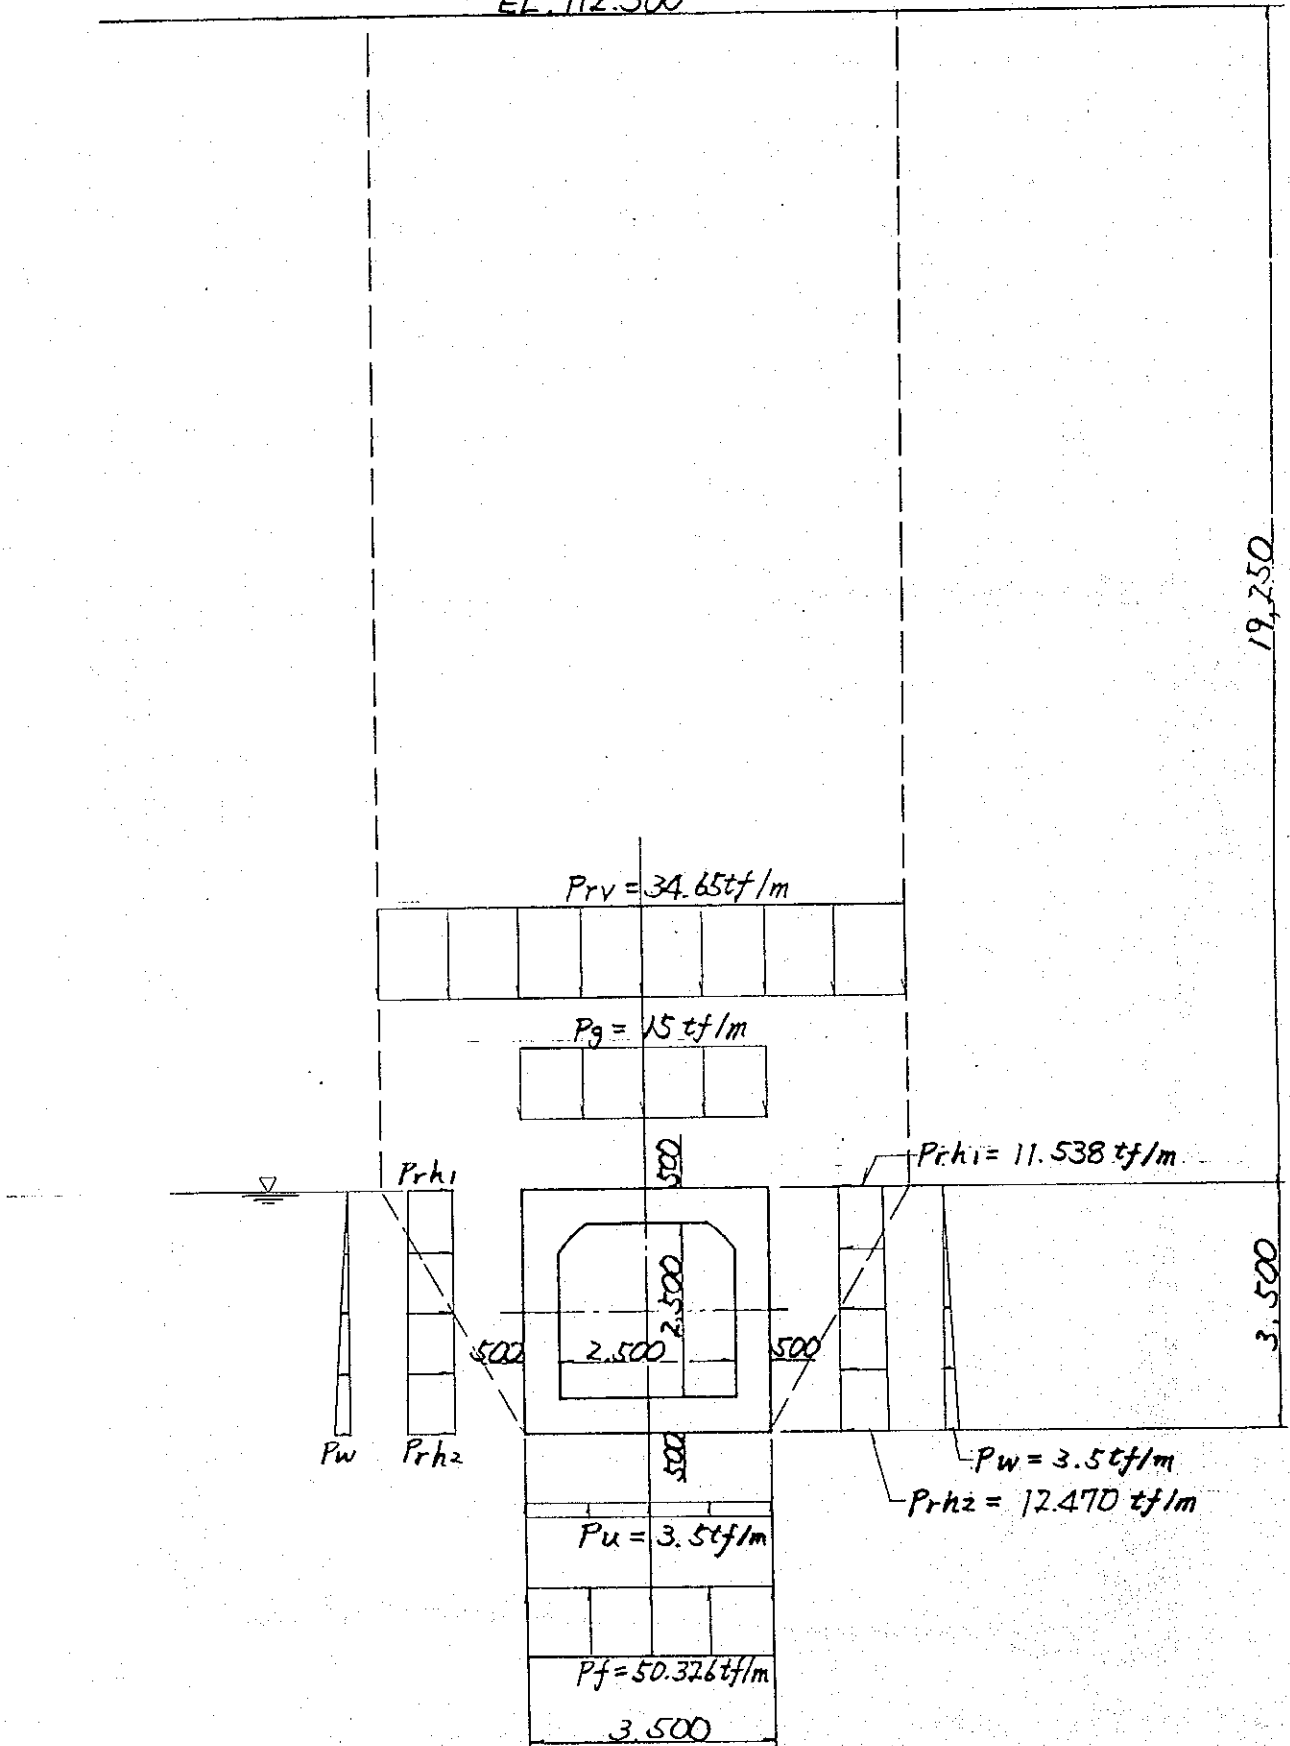 EL. 112.500
19,250
Prv = 34.65tf/m
Pg = 15 tf/m
500
Prh1 = 11.538 tf/m
Prh1
2.500
3.500
500
2.500
500
Pw
Prh2
500
Pw = 3.5tf/m
Prh2 = 12.470 tf/m
Pu = 3.5tf/m
Pf = 50.326tf/m
3.500